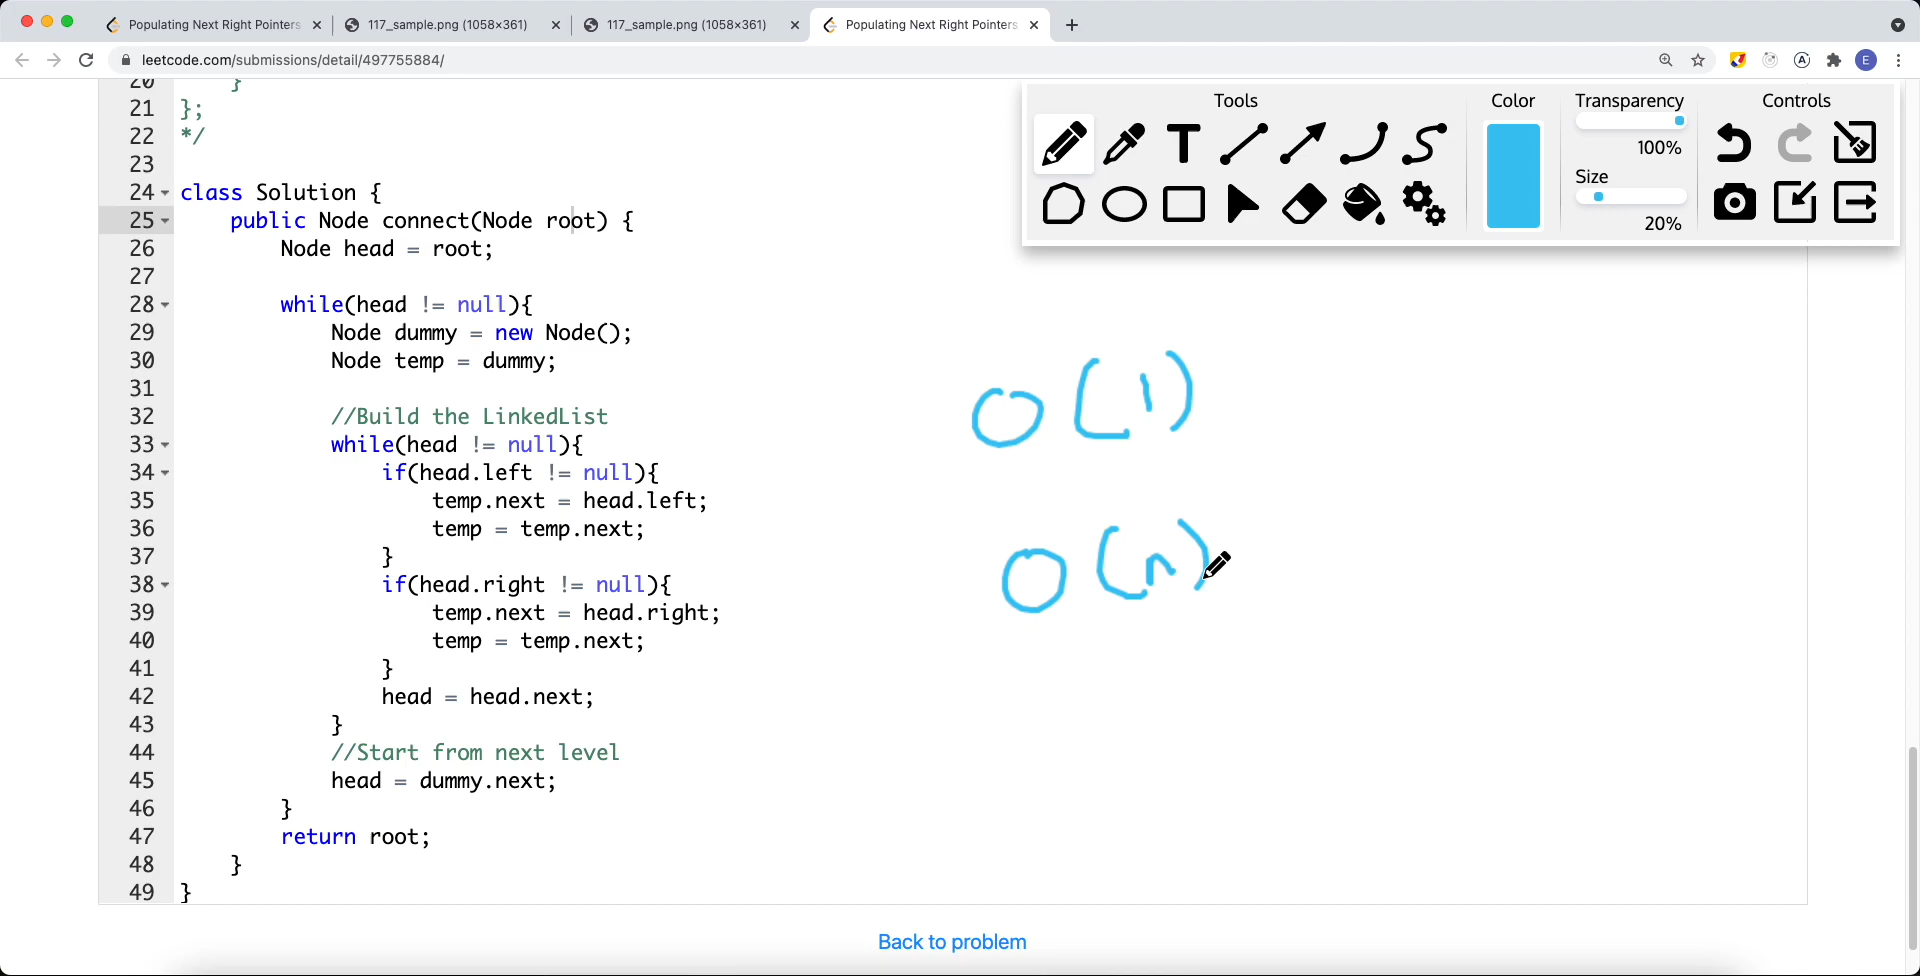 Populating Next Right Pointers
117_sample.png (1058×361)
117_sample.png (1058×361)
Populating Next Right Pointers
leetcode.com/submissions/detail/497755884/
E
Tools
Color
Transparency
Controls
100%
Size
20%
20 }
21 };
22 */
23
24 class Solution {
25 public Node connect(Node root) {
26 Node head = root;
27
28 while(head != null){
29 Node dummy = new Node();
30 Node temp = dummy;
31
32 //Build the LinkedList
33 while(head != null){
34 if(head.left != null){
35 temp.next = head.left;
36 temp = temp.next;
37 }
38 if(head.right != null){
39 temp.next = head.right;
40 temp = temp.next;
41 }
42 head = head.next;
43 }
44 //Start from next level
45 head = dummy.next;
46 }
47 return root;
48 }
49 }
O(1)
O(n)
Back to problem